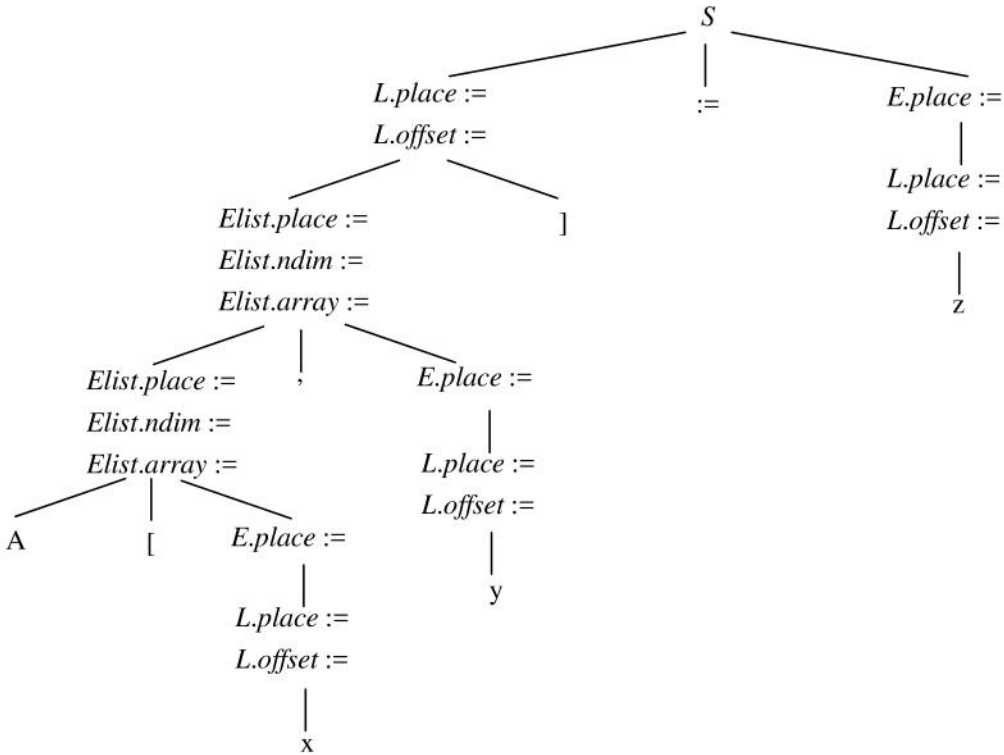 S
L.place :=
:=
E.place :=
L.offset :=
L.place :=
Elist.place :=
]
L.offset :=
Elist.ndim :=
Elist.array :=
z
Elist.place :=
,
E.place :=
Elist.ndim :=
Elist.array :=
L.place :=
L.offset :=
A
[
E.place :=
y
L.place :=
L.offset :=
x